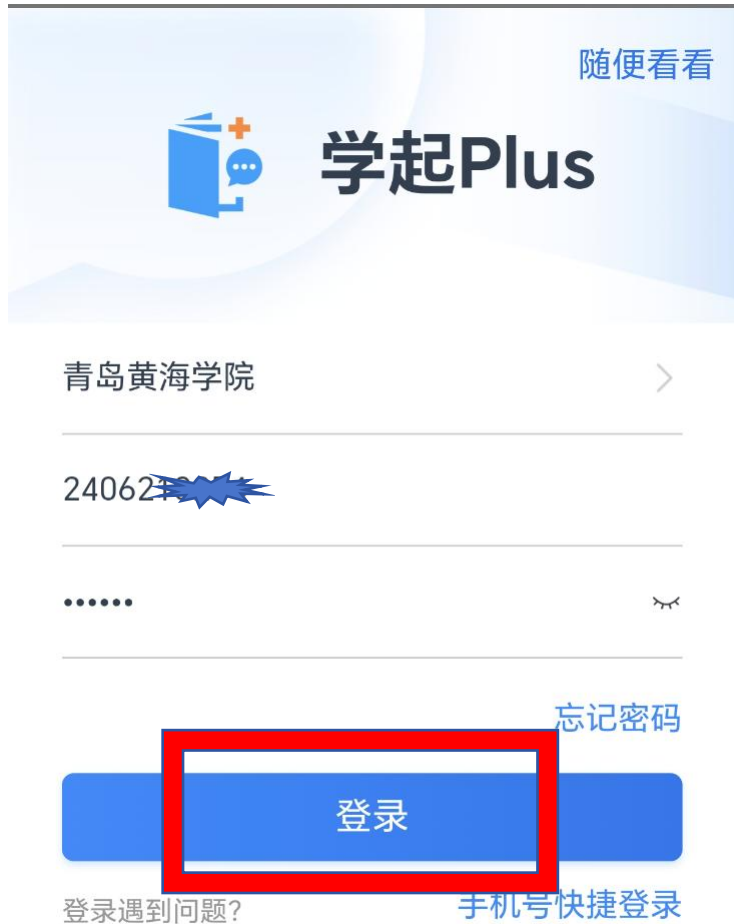 随便看看
学起Plus
青岛黄海学院
24062
••••••
忘记密码
登录
登录遇到问题?
手机号快捷登录